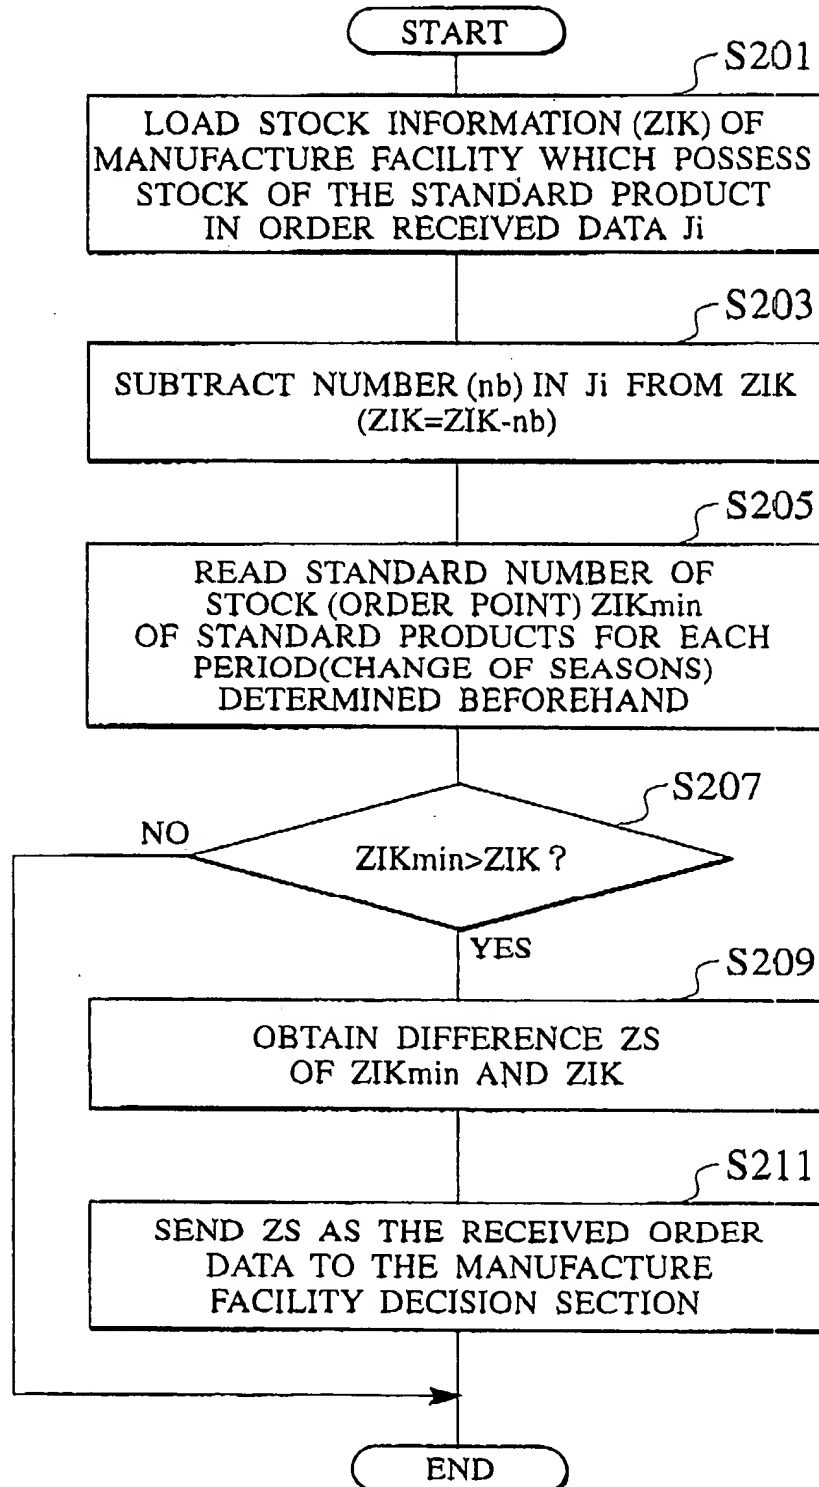 START
S201
LOAD STOCK INFORMATION (ZIK) OF
MANUFACTURE FACILITY WHICH POSSESS
STOCK OF THE STANDARD PRODUCT
IN ORDER RECEIVED DATA Ji
S203
SUBTRACT NUMBER (nb) IN Ji FROM ZIK
(ZIK=ZIK-nb)
S205
READ STANDARD NUMBER OF
STOCK (ORDER POINT) ZIKmin
OF STANDARD PRODUCTS FOR EACH
PERIOD(CHANGE OF SEASONS)
DETERMINED BEFOREHAND
S207
NO
ZIKmin>ZIK ?
YES
S209
OBTAIN DIFFERENCE ZS
OF ZIKmin AND ZIK
S211
SEND ZS AS THE RECEIVED ORDER
DATA TO THE MANUFACTURE
FACILITY DECISION SECTION
END